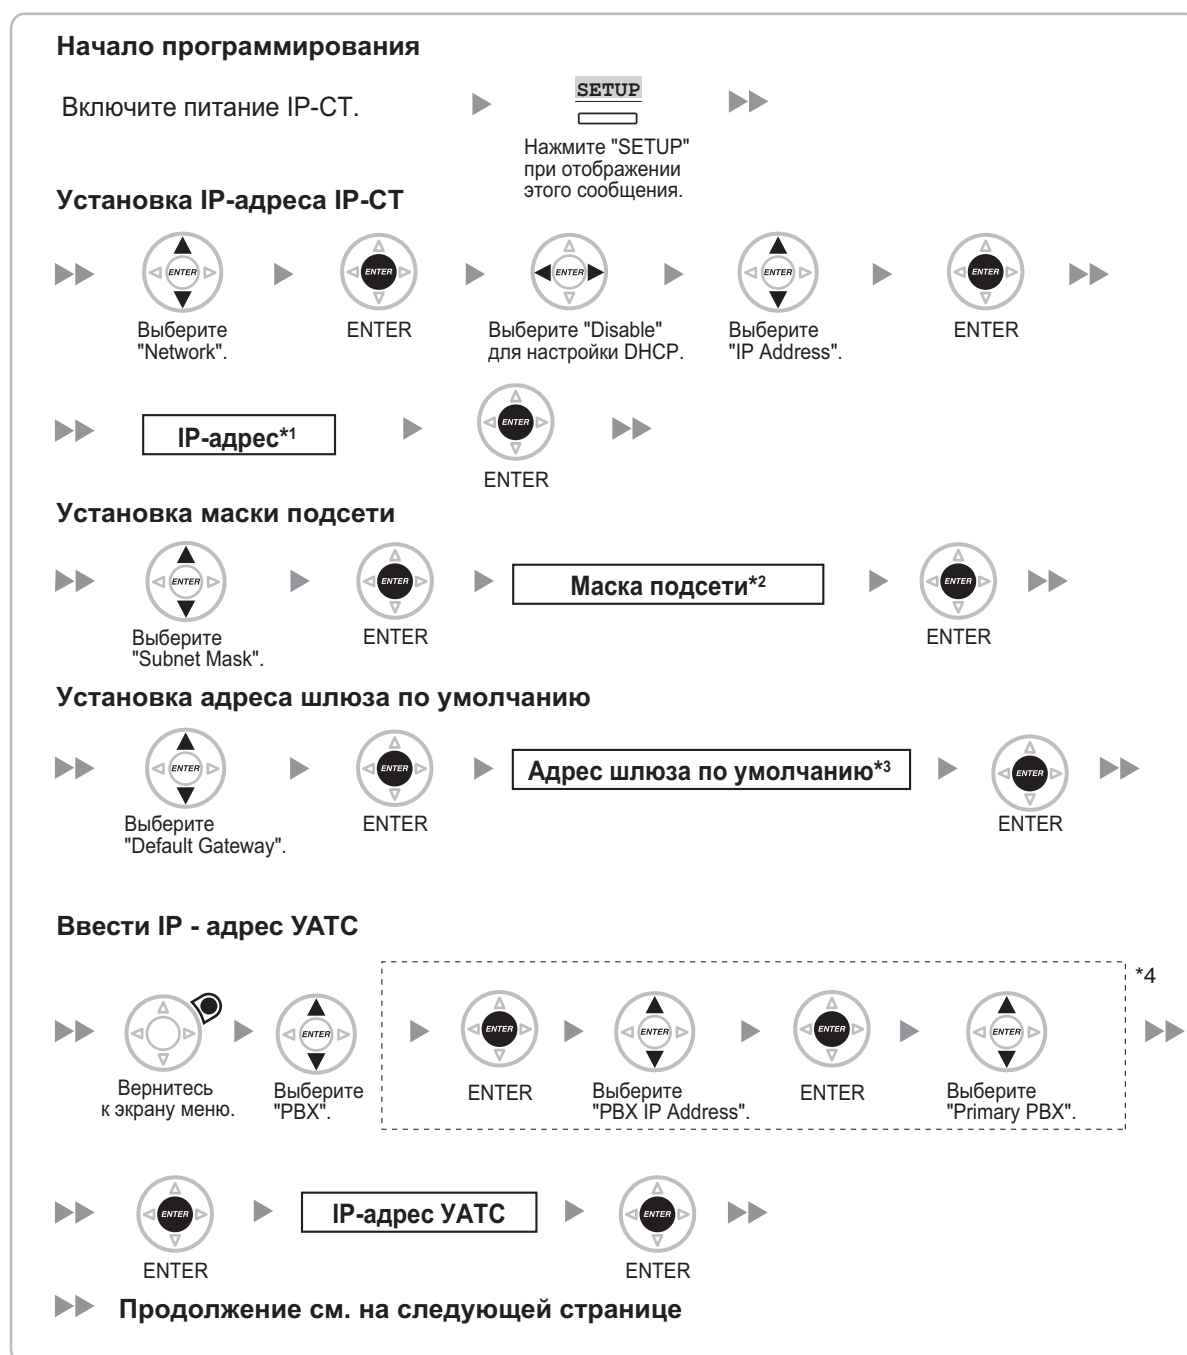 Начало программирования
Включите питание IP-СТ.
SETUP
Нажмите "SETUP"
при отображении
этого сообщения.
Установка IP-адреса IP-СТ
ENTER
ENTER
ENTER
ENTER
ENTER
Выберите
"Network".
ENTER
Выберите "Disable"
для настройки DHCP.
Выберите
"IP Address".
ENTER
IP-адрес*1
ENTER
ENTER
Установка маски подсети
ENTER
ENTER
Маска подсети*2
ENTER
Выберите
"Subnet Mask".
ENTER
ENTER
Установка адреса шлюза по умолчанию
ENTER
ENTER
Адрес шлюза по умолчанию*3
ENTER
Выберите
"Default Gateway".
ENTER
ENTER
Ввести IP - адрес УАТС
*4
ENTER
ENTER
ENTER
ENTER
ENTER
Вернитесь
к экрану меню.
Выберите
"PBX".
ENTER
Выберите
"PBX IP Address".
ENTER
Выберите
"Primary PBX".
ENTER
IP-адрес УАТС
ENTER
ENTER
ENTER
Продолжение см. на следующей странице